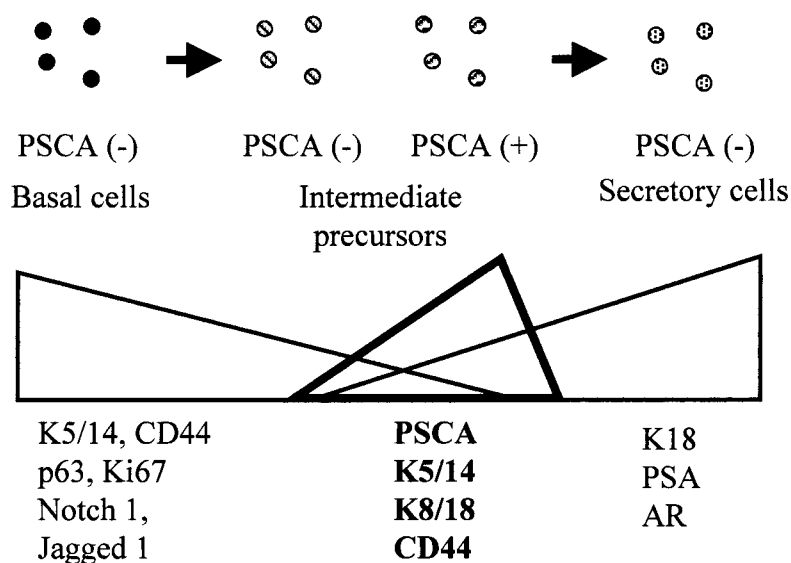 PSCA (-) PSCA (-) PSCA (+) PSCA (-)
Basal cells Intermediate precursors Secretory cells
K5/14, CD44 PSCA K18
p63, Ki67 K5/14 PSA
Notch 1, K8/18 AR
Jagged 1 CD44